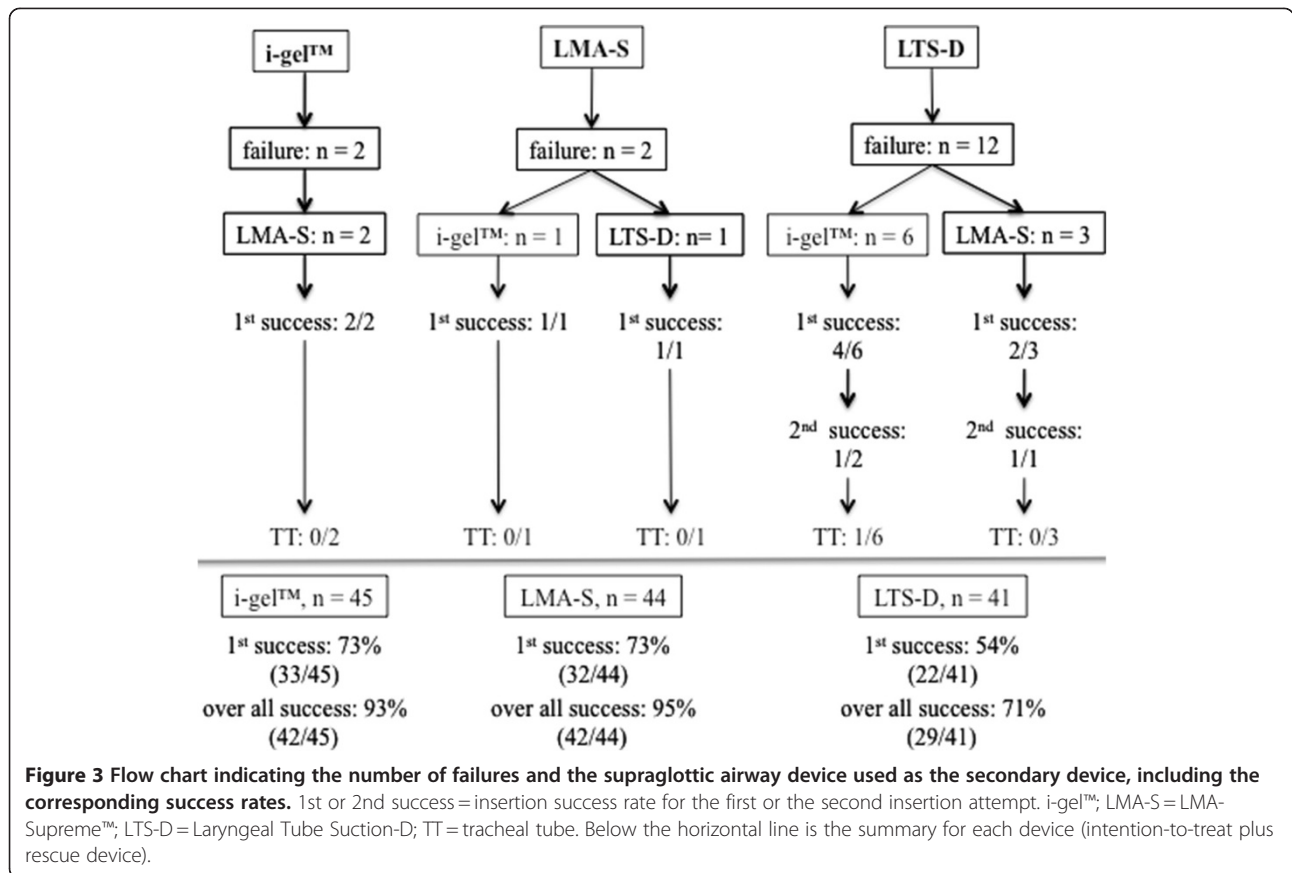 i-gel™ LMA-S LTS-D
failure: n = 2 failure: n = 2 failure: n = 12
LMA-S: n = 2 i-gel™: n = 1 LTS-D: n= 1 i-gel™: n = 6 LMA-S: n = 3
1st success: 2/2 1st success: 1/1 1st success: 1st success: 1st success:
1/1 4/6 2/3
2nd success: 2nd success:
1/2 1/1
TT: 0/2 TT: 0/1 TT: 0/1 TT: 1/6 TT: 0/3
i-gel™, n = 45 LMA-S, n = 44 LTS-D, n = 41
1st success: 73% 1st success: 73% 1st success: 54%
(33/45) (32/44) (22/41)
over all success: 93% over all success: 95% over all success: 71%
(42/45) (42/44) (29/41)
Figure 3 Flow chart indicating the number of failures and the supraglottic airway device used as the secondary device, including the
corresponding success rates. 1st or 2nd success = insertion success rate for the first or the second insertion attempt. i-gel™; LMA-S = LMA-
Supreme™; LTS-D = Laryngeal Tube Suction-D; TT = tracheal tube. Below the horizontal line is the summary for each device (intention-to-treat plus
rescue device).